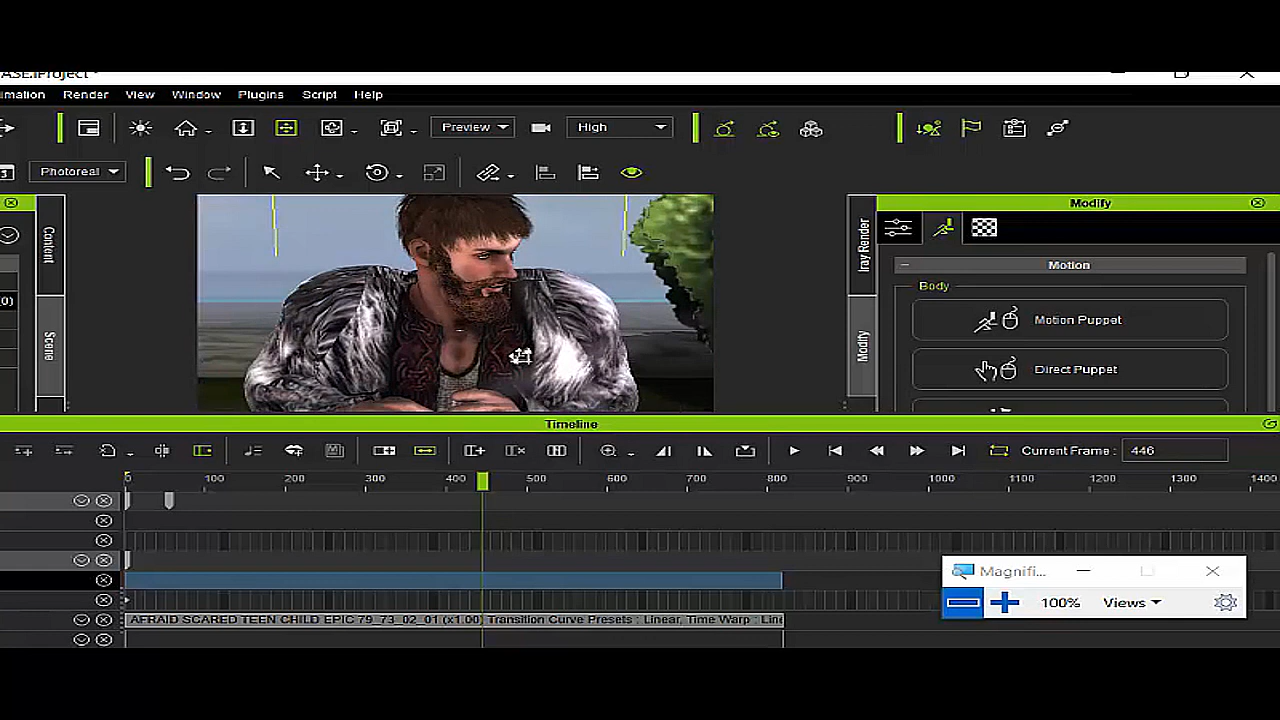 ASE.iProject *
imation Render View Window Plugins Script Help
Preview High
Photoreal
Modify
Content
Scene
Iray Render
Modify
Motion
Body
Motion Puppet
Direct Puppet
Timeline
Current Frame : 446
0 100 200 300 400 500 600 700 800 900 1000 1100 1200 1300 1400
0)
Magnifi...
100% Views
AFRAID SCARED TEEN CHILD EPIC 79_73_02_01 (x1.00) Transition Curve Presets : Linear, Time Warp : Line